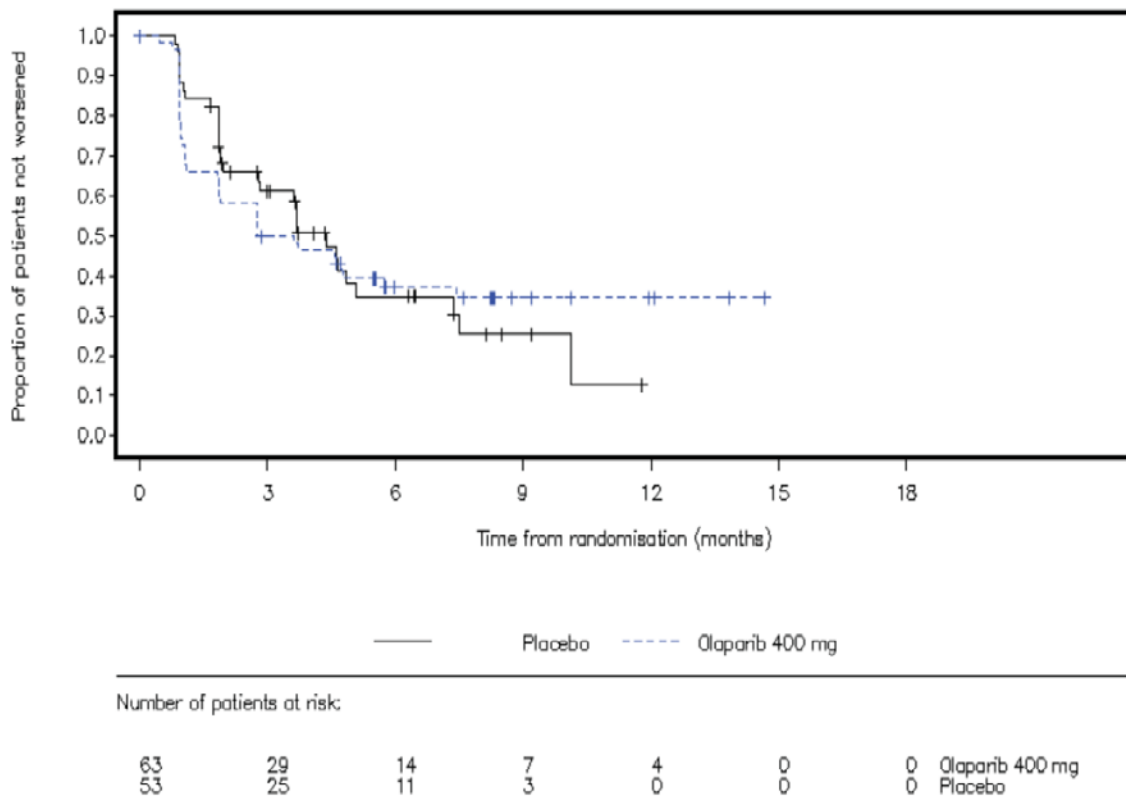 Proportion of patients not worsened
1.0
0.9
0.8
0.7
0.6
0.5
0.4
0.3
0.2
0.1
0.0
0 3 6 9 12 15 18
Time from randomisation (months)
Placebo Olaparib 400 mg
Number of patients at risk:
63 29 14 7 4 0 0 Olaparib 400 mg
53 25 11 3 0 0 0 Placebo